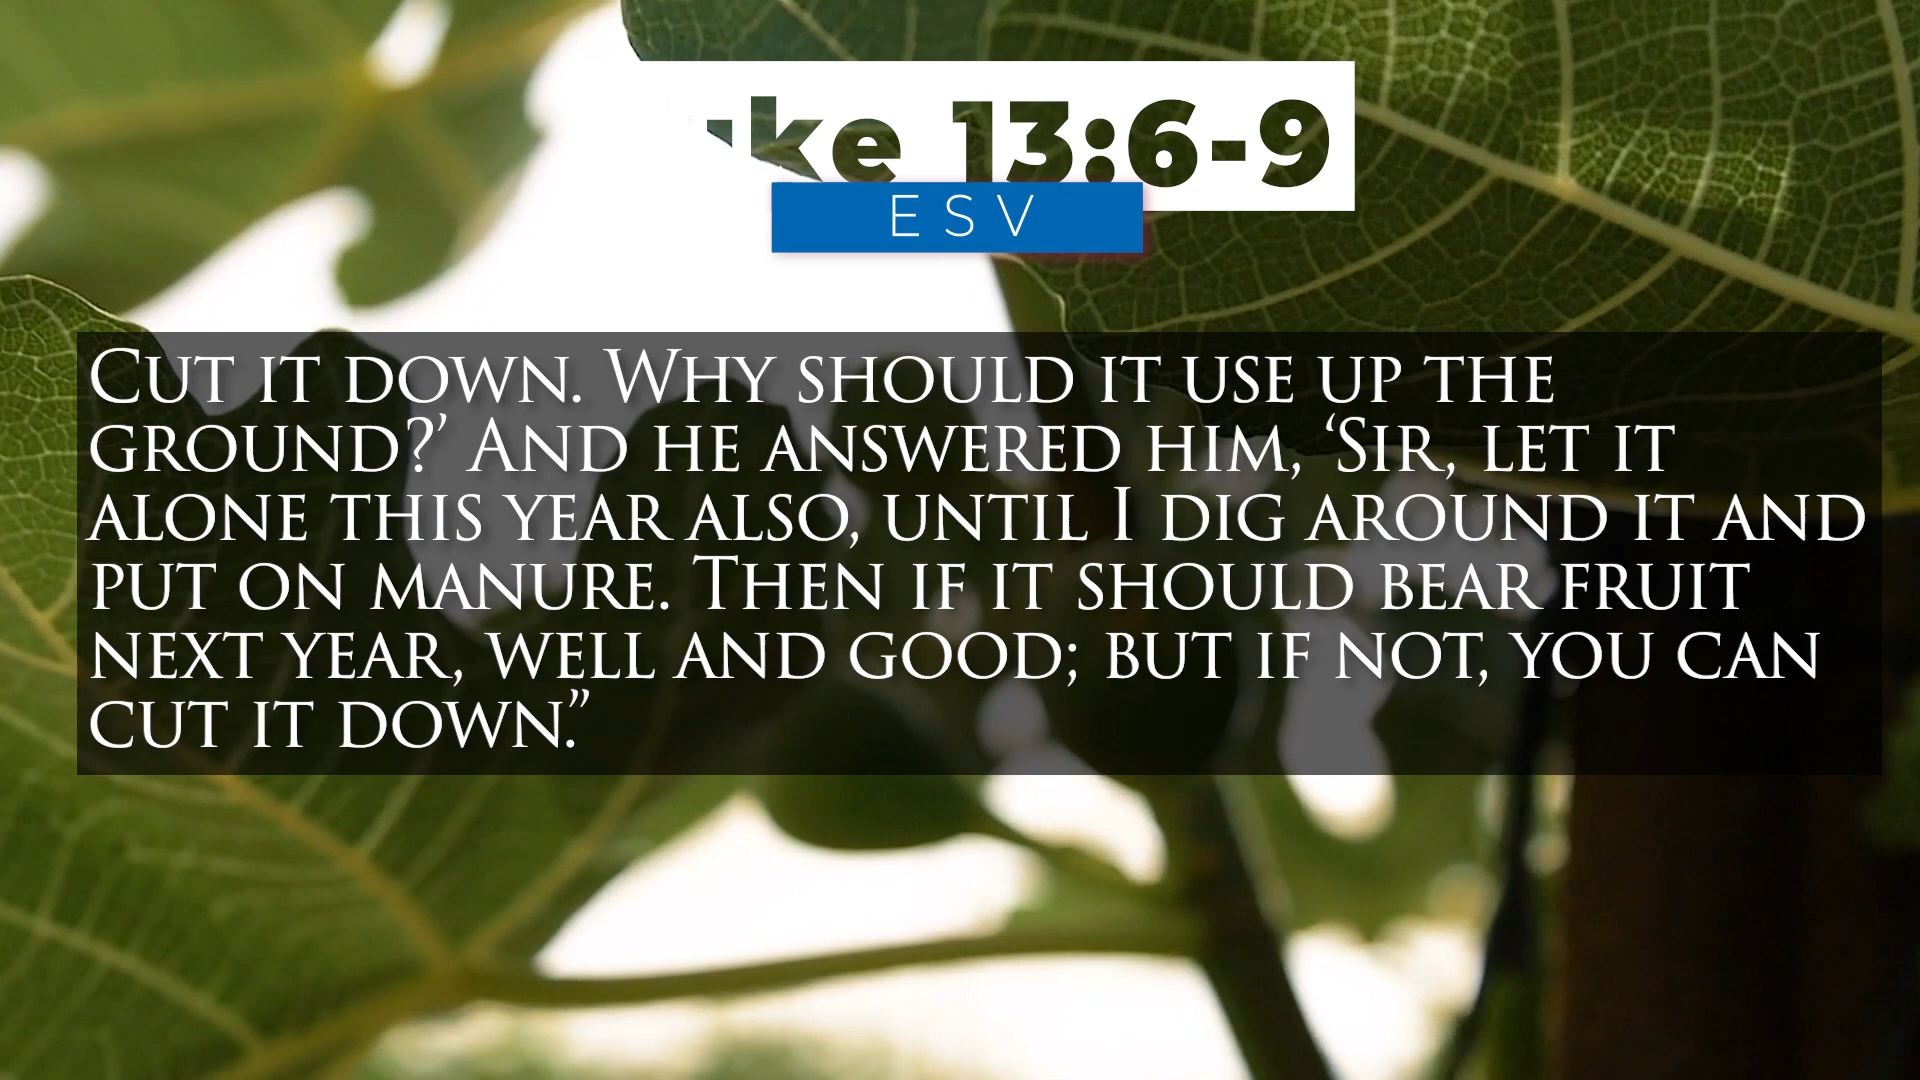 ke 13:6-9
ESV
Cut it down. Why should it use up the
ground?’ And he answered him, ‘Sir, let it
alone this year also, until I dig around it and
put on manure. Then if it should bear fruit
next year, well and good; but if not, you can
cut it down.”